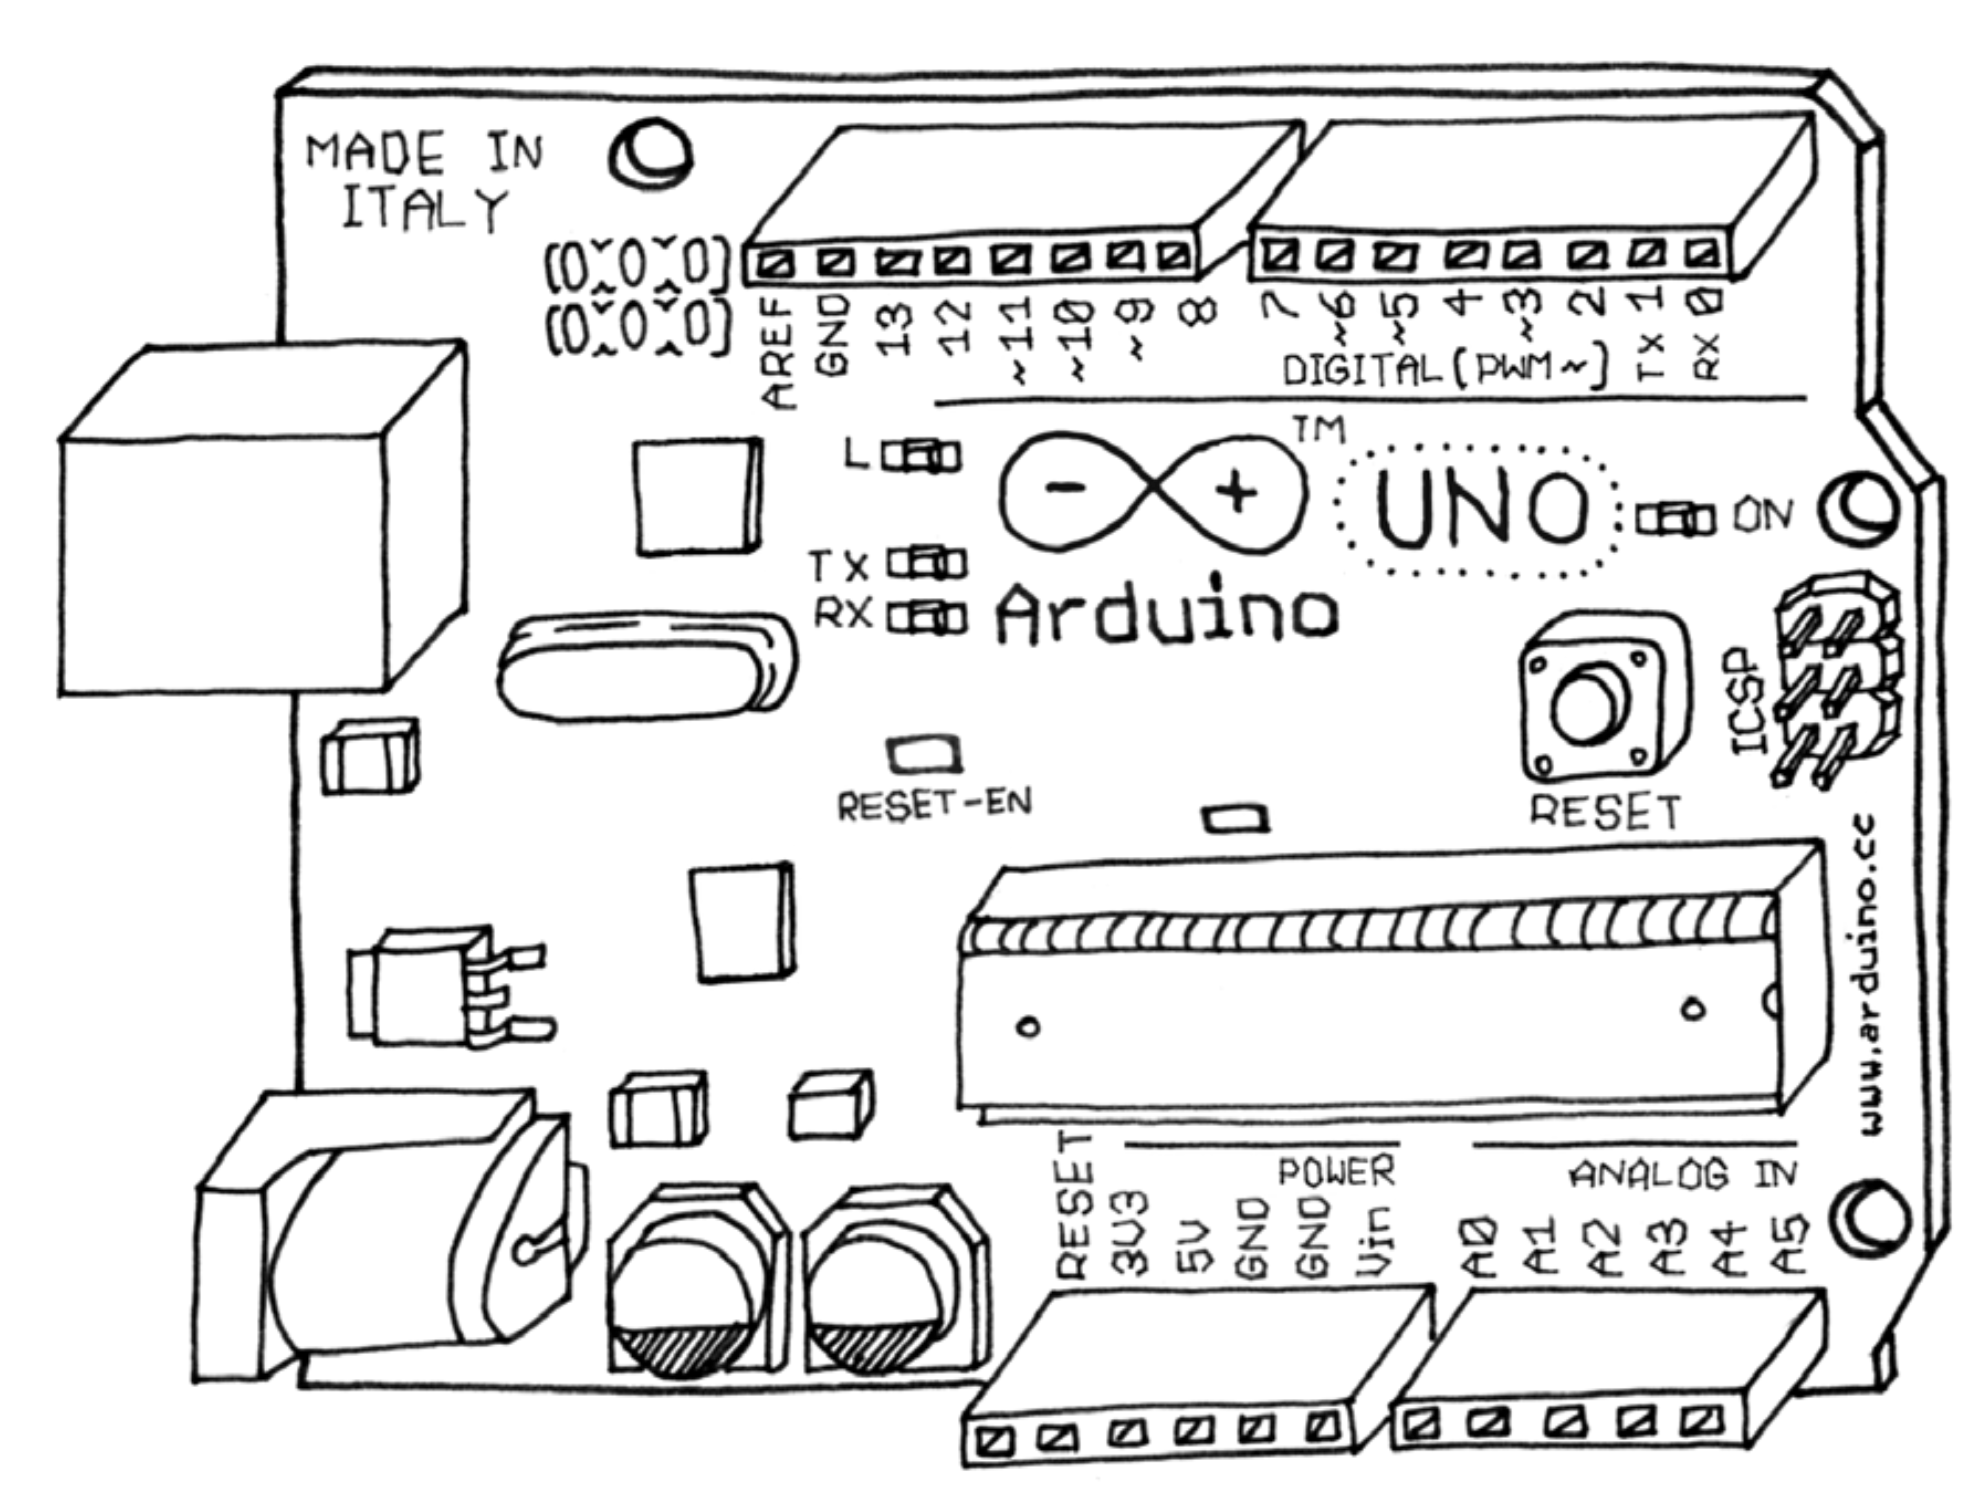 MADE IN
ITALY
AREF
GND
13
12
~11
~10
~9
8
7
~6
~5
4
~3
2
TX 1
RX 0
DIGITAL (PWM~)
L
TM
- +
UNO
ON
TX
RX
Arduino
ICSP
RESET-EN
RESET
www.arduino.cc
POWER
ANALOG IN
RESET
3V3
5V
GND
GND
Vin
A0
A1
A2
A3
A4
A5